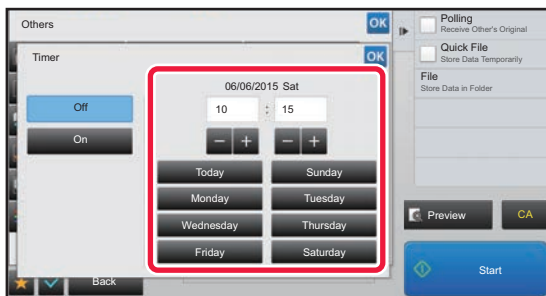 Others
OK
Timer
OK
Off
On
06/06/2015 Sat
10 : 15
Today
Sunday
Monday
Tuesday
Wednesday
Thursday
Friday
Saturday
Back
Polling
Receive Other's Original
Quick File
Store Data Temporarily
File
Store Data in Folder
Preview
CA
Start